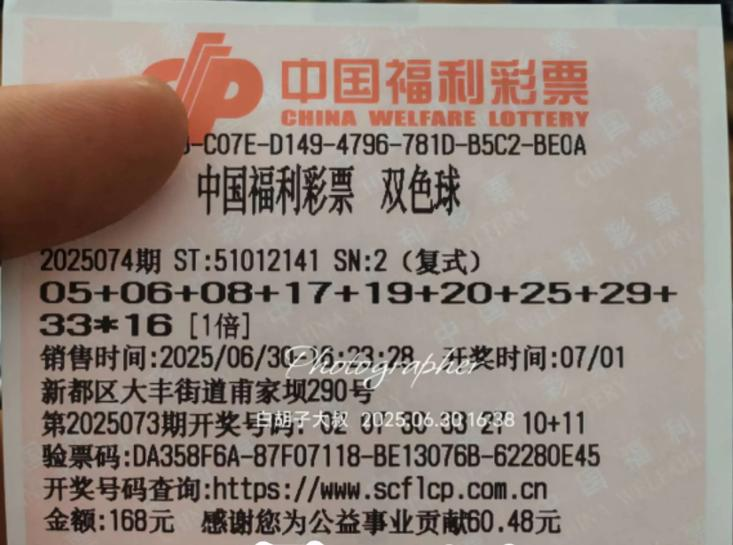 中国福利彩票
CHINA WELFARE LOTTERY
-C07E-D149-4796-781D-B5C2-BE0A
中国福利彩票 双色球
2025074期 ST:51012141 SN:2 (复式)
05+06+08+17+19+20+25+29+
33*16 [1倍]
销售时间:2025/06/30-16:23:28 开奖时间:07/01
Photographer
新都区大丰街道甫家坝290号
第2025073期开奖号码: 10+11
白胡子大叔 2025.06.30 16:38
验票码:DA358F6A-87F07118-BE13076B-62280E45
开奖号码查询:https://www.scflcp.com.cn
金额:168元 感谢您为公益事业贡献60.48元